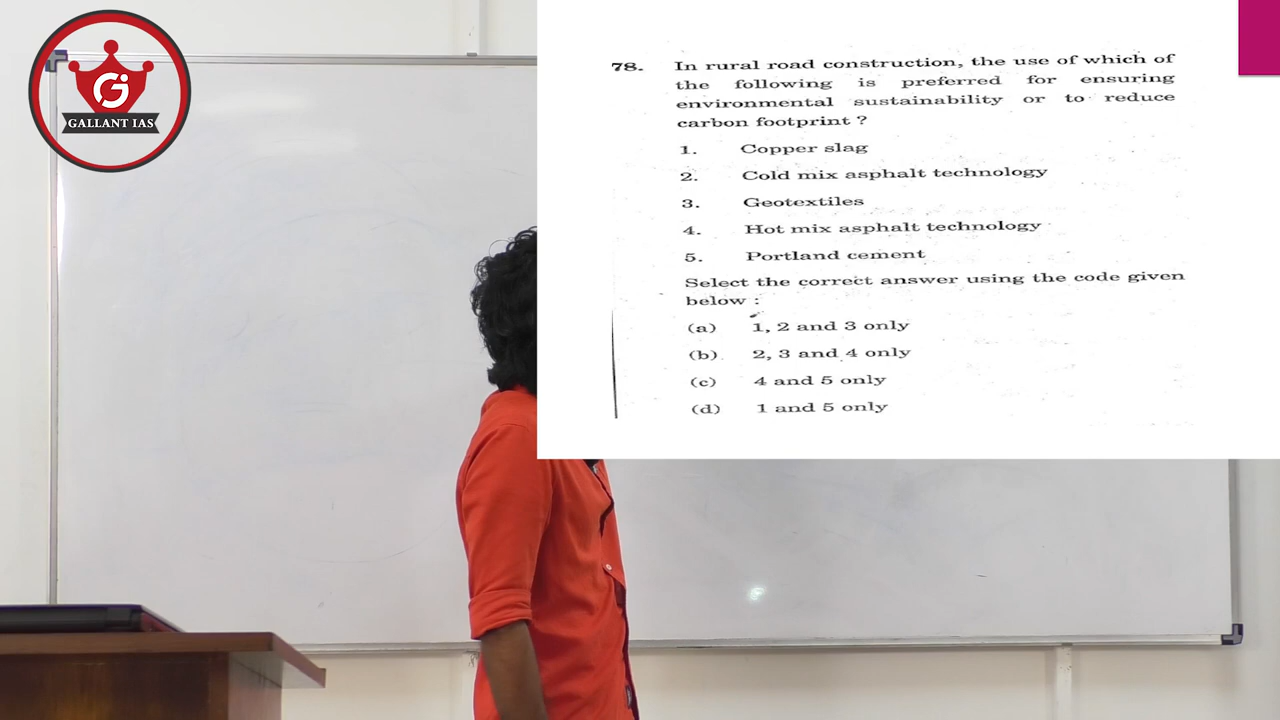 GALLANT IAS
78. In rural road construction, the use of which of
the following is preferred for ensuring
environmental sustainability or to reduce
carbon footprint ?
1. Copper slag
2. Cold mix asphalt technology
3. Geotextiles
4. Hot mix asphalt technology
5. Portland cement
Select the correct answer using the code given
below :
(a) 1, 2 and 3 only
(b) 2, 3 and 4 only
(c) 4 and 5 only
(d) 1 and 5 only